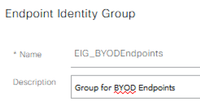 Endpoint Identity Group
* Name EIG_BYODEndpoints
Description Group for BYOD Endpoints